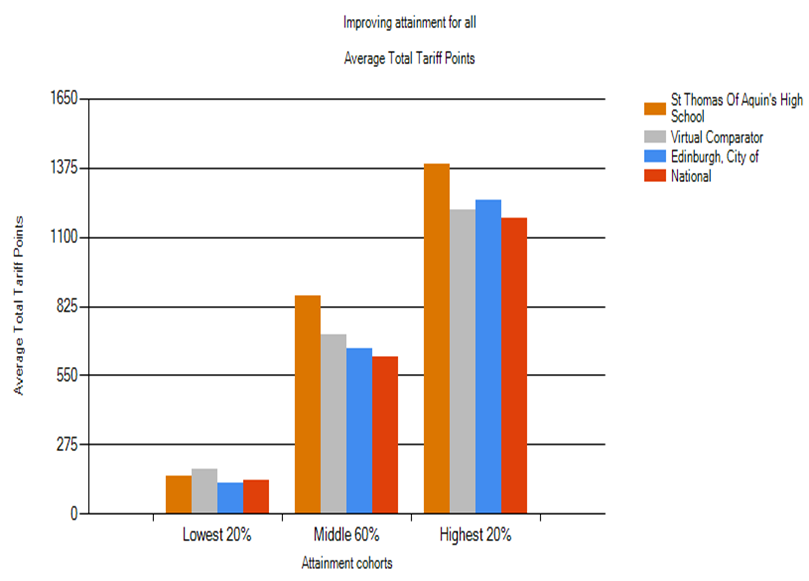 Improving attainment for all
Average Total Tariff Points
1650
1375
1100
825
550
275
0
Average Total Tariff Points
Lowest 20%
Middle 60%
Highest 20%
Attainment cohorts
St Thomas Of Aquin's High
School
Virtual Comparator
Edinburgh, City of
National